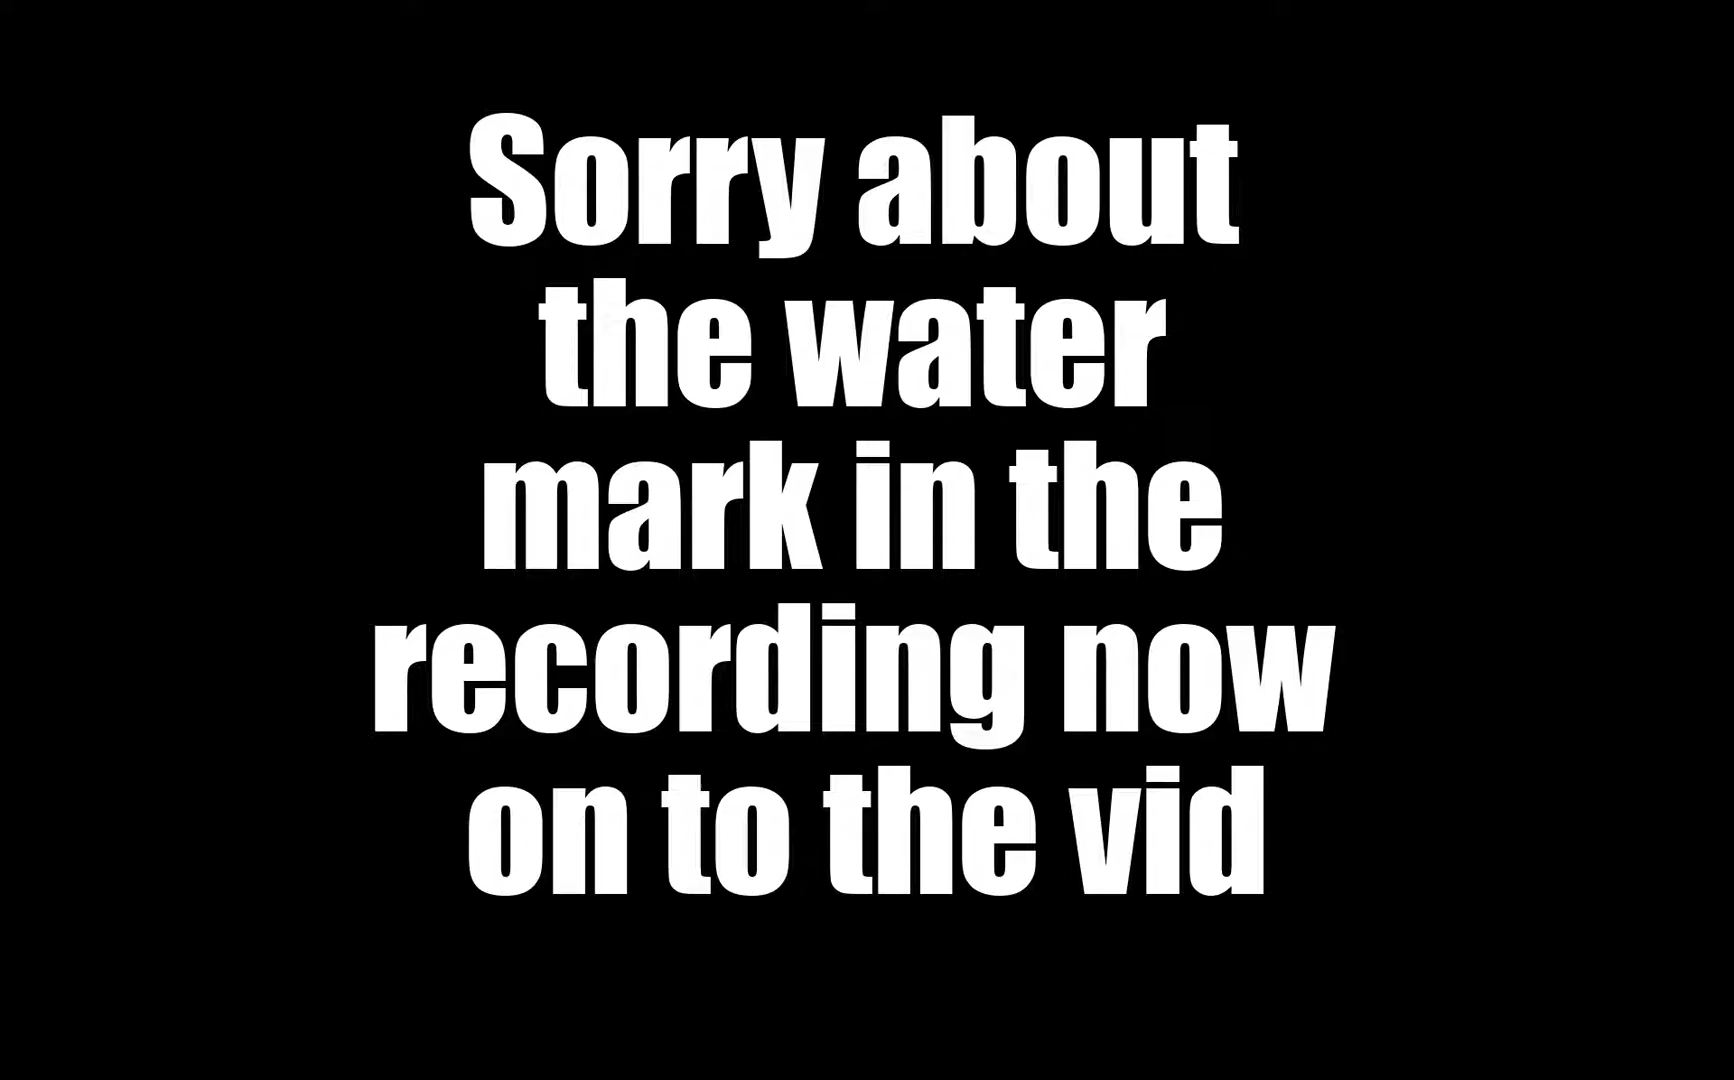 Sorry about
the water
mark in the
recording now
on to the vid